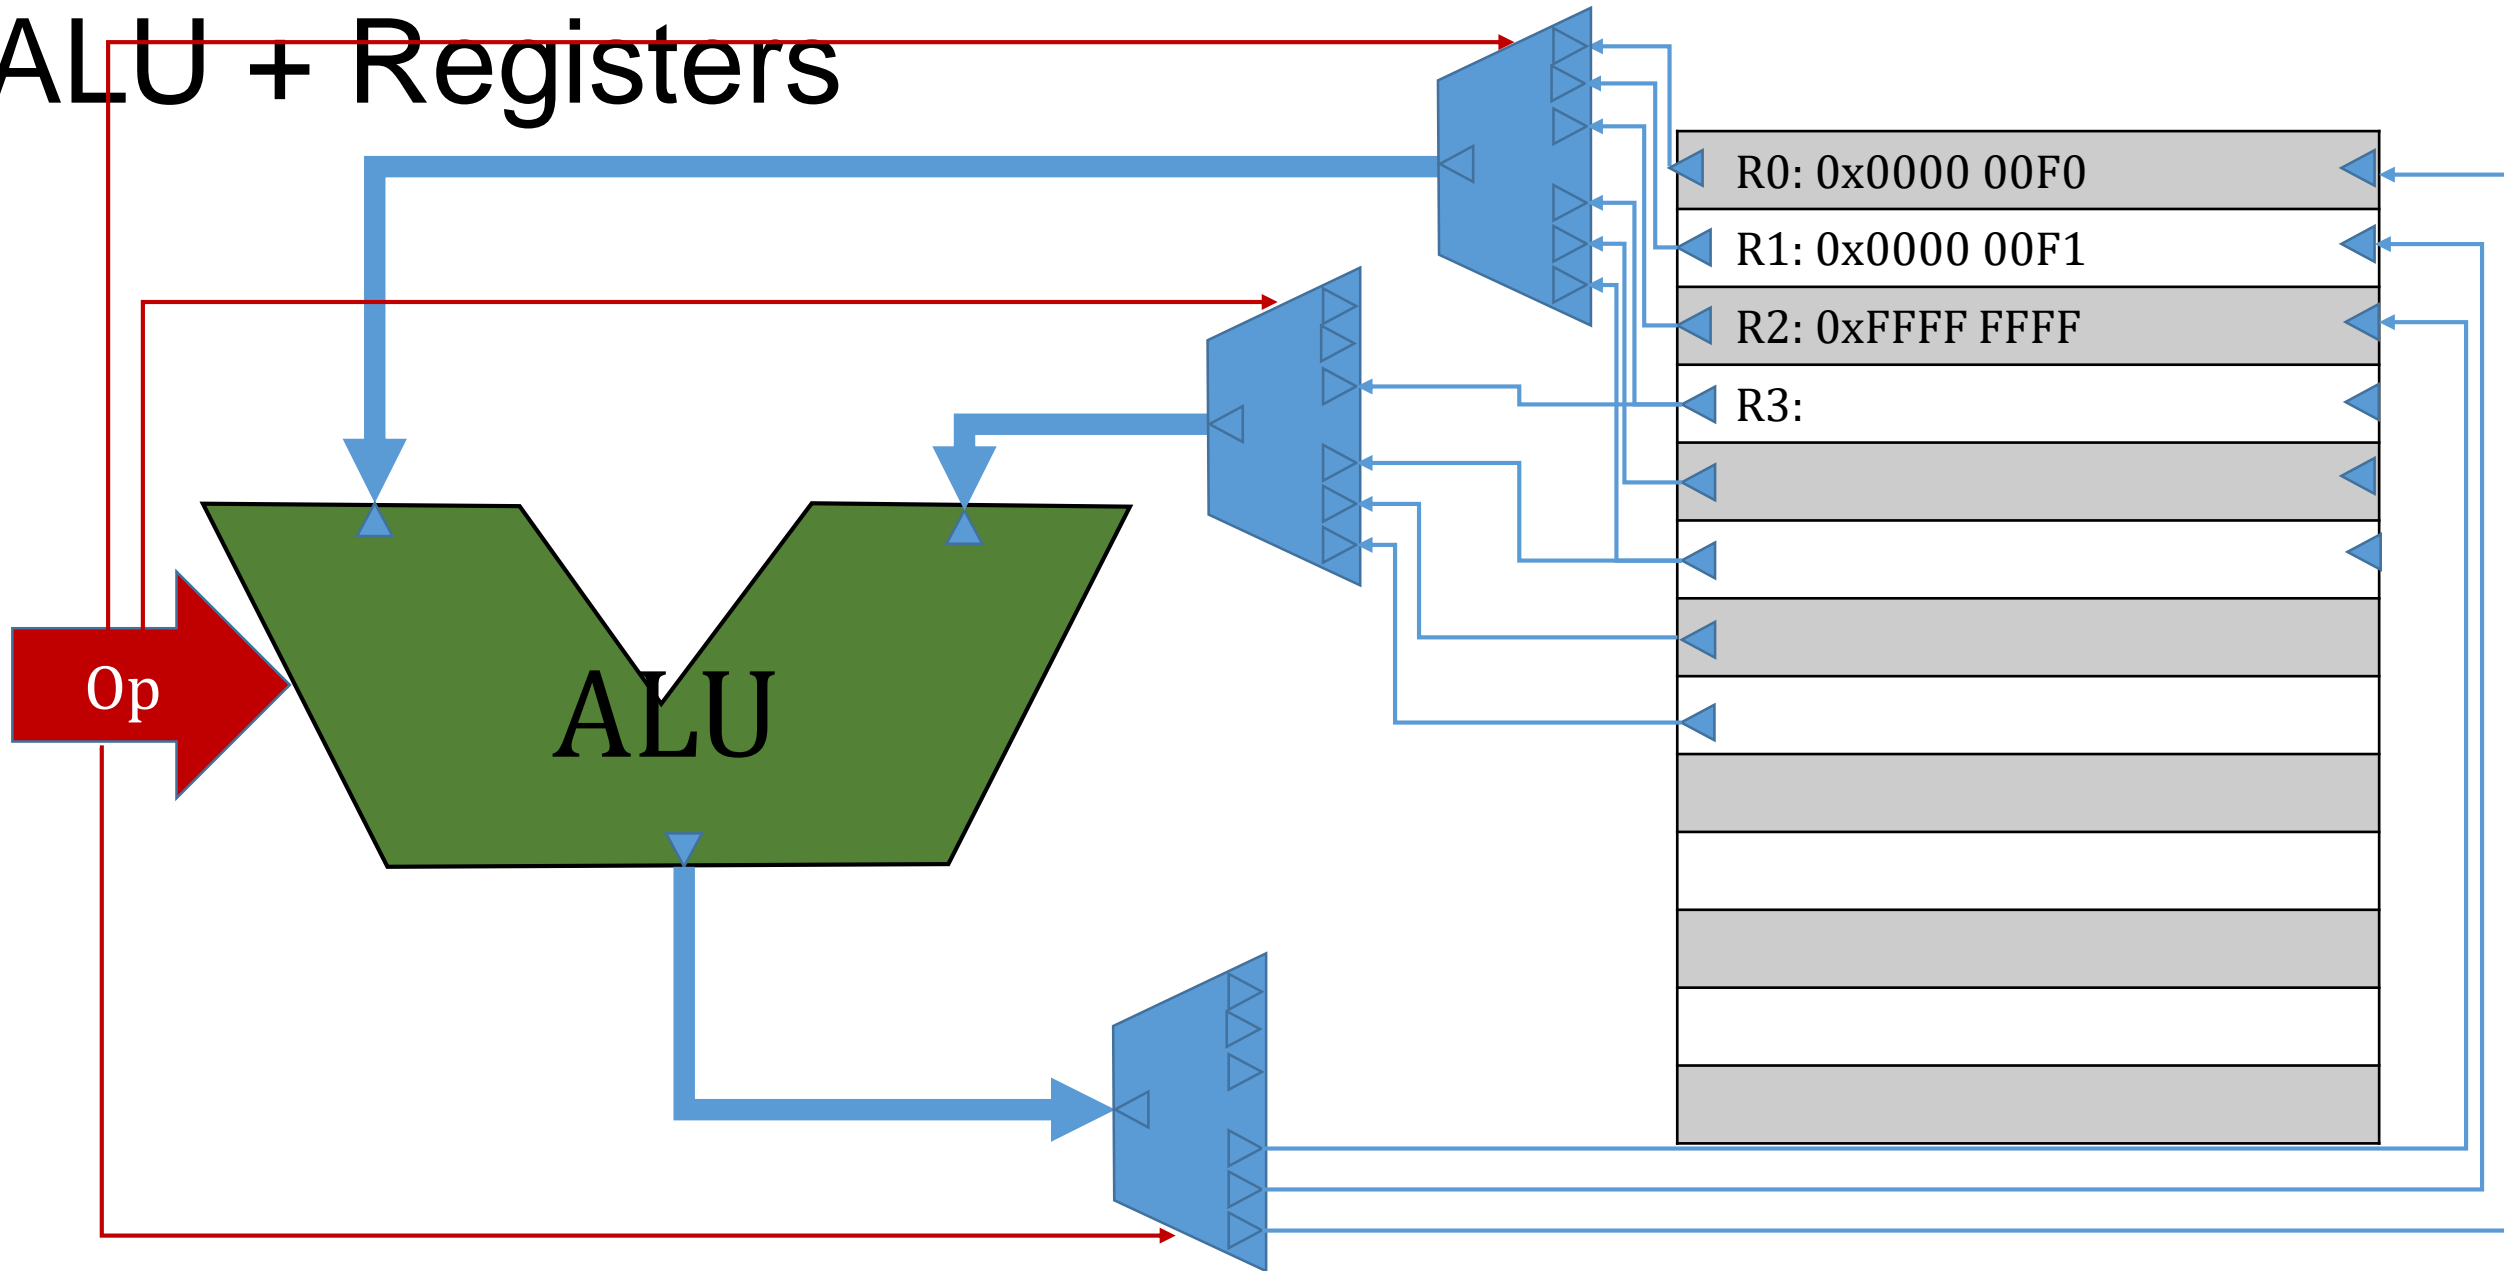 ALU + Registers
R0: 0x0000 00F0
R1: 0x0000 00F1
R2: 0xFFFF FFFF
R3:
Op
ALU